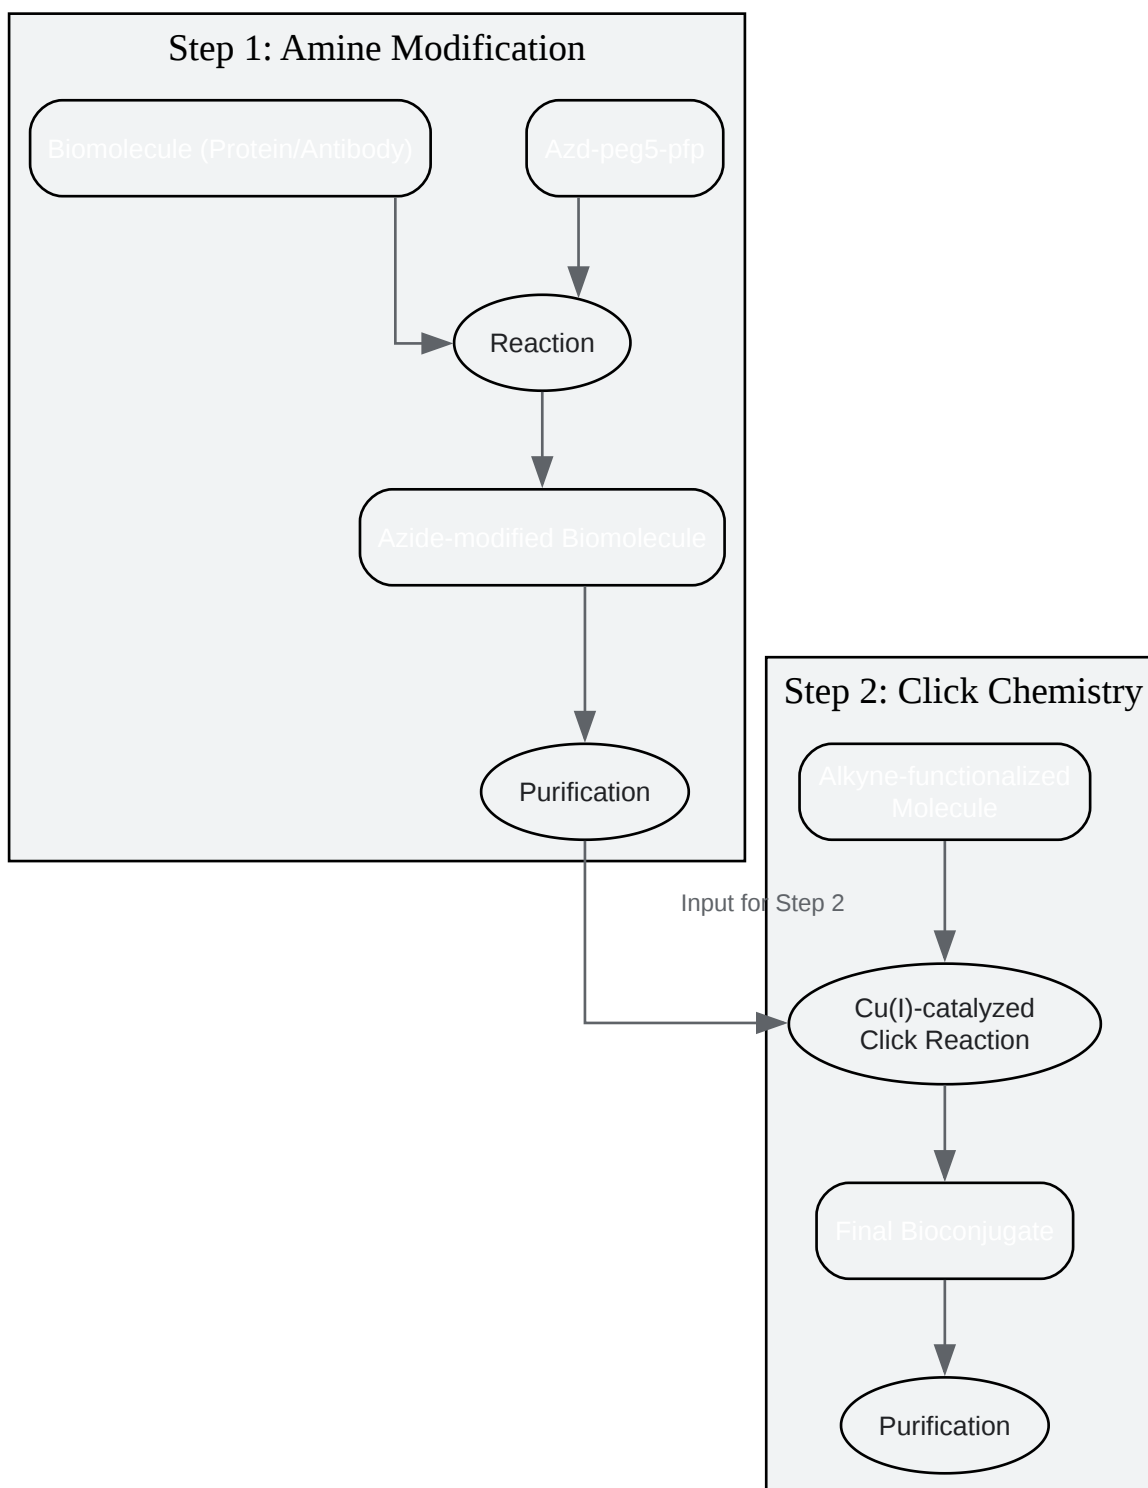 Step 1: Amine Modification
Biomolecule (Protein/Antibody)
Azd-peg5-pfp
Reaction
Azide-modified Biomolecule
Purification
Input for Step 2
Step 2: Click Chemistry
Alkyne-functionalized
Molecule
Cu(I)-catalyzed
Click Reaction
Final Bioconjugate
Purification